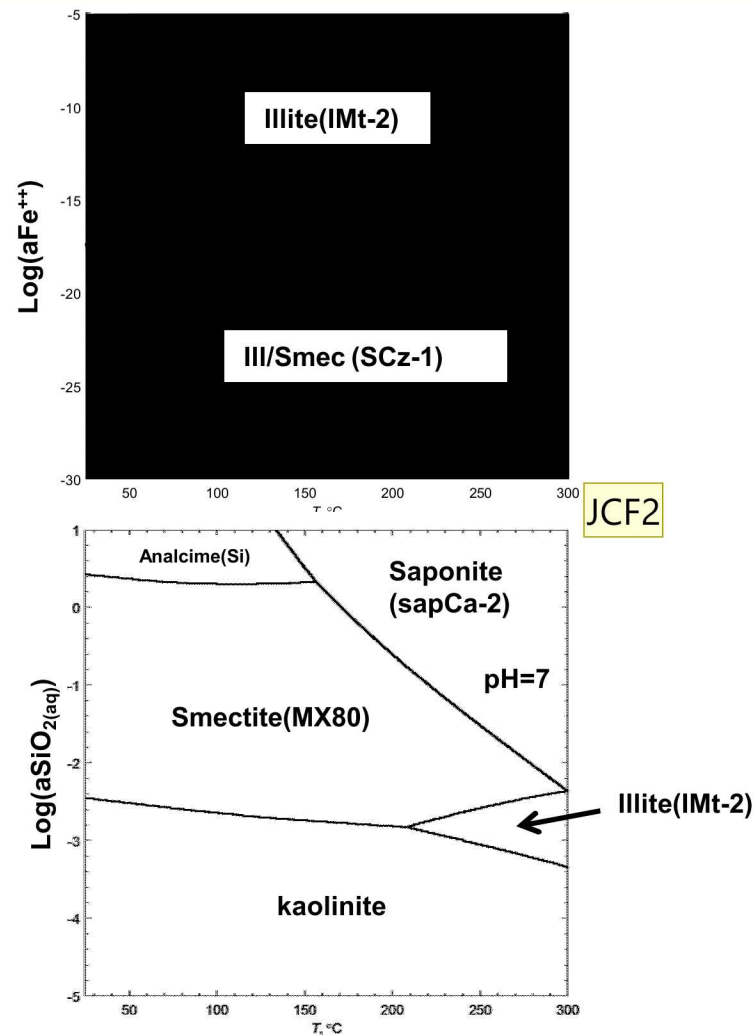 -5
-10
Illite(IMt-2)
-15
Log(aFe++)
-20
Ill/Smec (SCz-1)
-25
-30
50 100 150 200 250 300
T, °C
JCF2
1
Analcime(Si)
Saponite
(sapCa-2)
0
pH=7
-1
Smectite(MX80)
Log(aSiO2(aq))
-2
Illite(IMt-2)
-3
kaolinite
-4
-5
50 100 150 200 250 300
T, °C